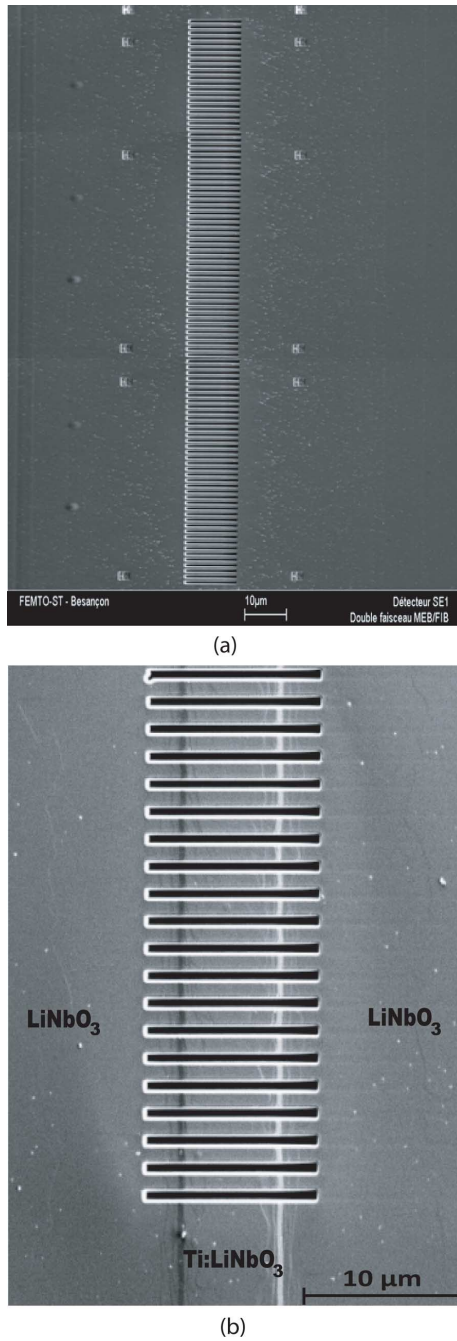 FEMTO-ST - Besançon
10µm
Détecteur SE1
Double faisceau MEB/FIB
(a)
LiNbO₃
LiNbO₃
Ti:LiNbO₃
10 µm
(b)